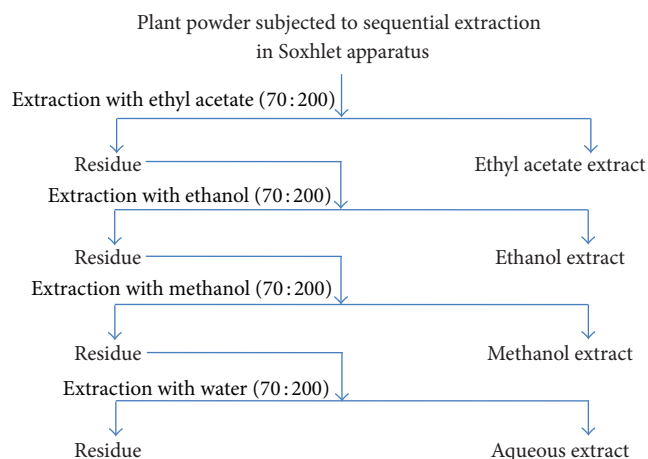 Plant powder subjected to sequential extraction
in Soxhlet apparatus
Extraction with ethyl acetate (70:200)
Residue
Ethyl acetate extract
Extraction with ethanol (70:200)
Residue
Ethanol extract
Extraction with methanol (70:200)
Residue
Methanol extract
Extraction with water (70:200)
Residue
Aqueous extract